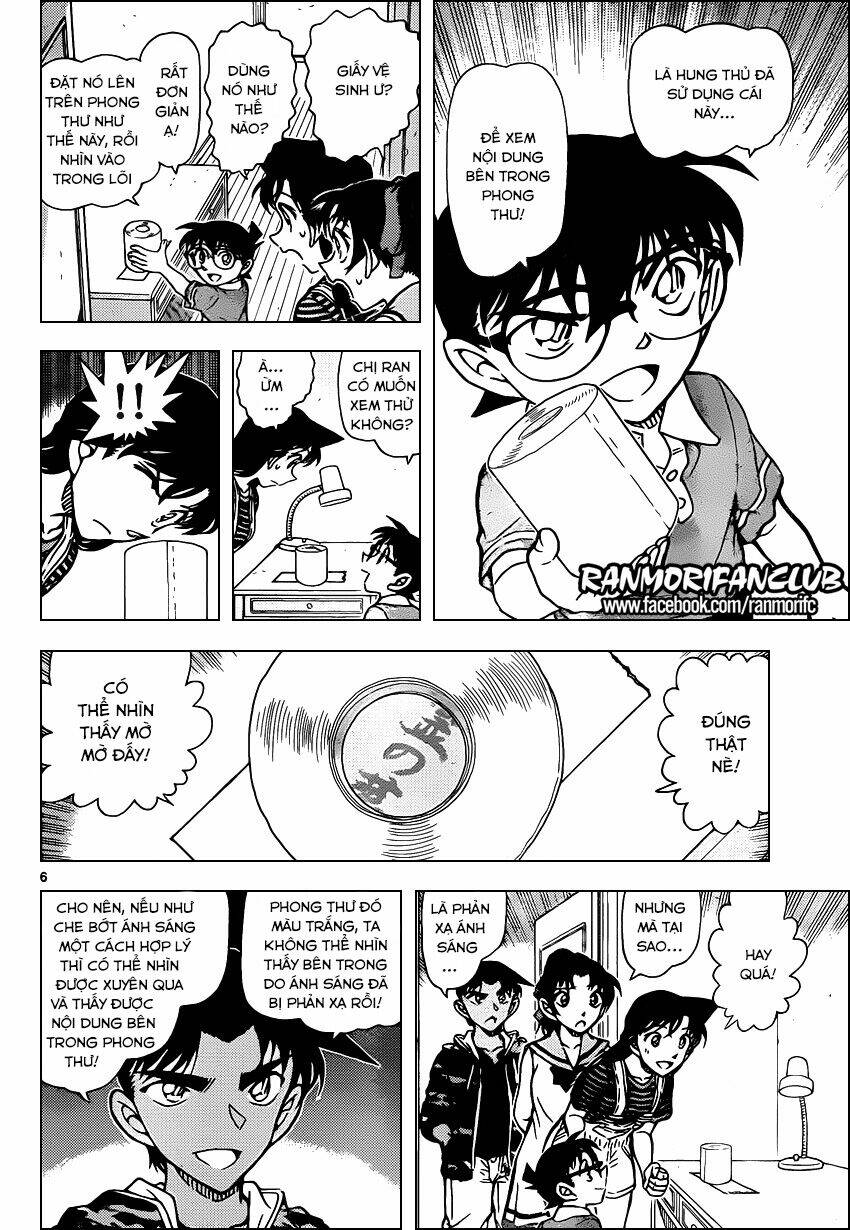 LÀ HUNG THỦ ĐÃ
SỬ DỤNG CÁI
NÀY...
ĐỂ XEM
NỘI DUNG
BÊN TRONG
PHONG
THƯ!
GIẤY VỆ
SINH Ư?
DÙNG
NÓ NHƯ
THẾ
NÀO?
RẤT
ĐƠN
GIẢN
Ạ!
ĐẶT NÓ LÊN
TRÊN PHONG
THƯ NHƯ
THẾ NÀY, RỒI
NHÌN VÀO
TRONG LÕI
CHỊ RAN
CÓ MUỐN
XEM THỬ
KHÔNG?
À...
ỪM
...
!!
RANMORIFANCLUB
www.facebook.com/ranmorifc
ĐÚNG
THẬT
NÈ!
CÓ
THỂ NHÌN
THẤY MỜ
MỜ ĐẤY!
6
HAY
QUÁ!
NHƯNG
MÀ TẠI
SAO...
LÀ PHẢN
XẠ ÁNH
SÁNG
...
PHONG THƯ ĐÓ
MÀU TRẮNG, TA
KHÔNG THỂ NHÌN
THẤY BÊN TRONG
DO ÁNH SÁNG ĐÃ
BỊ PHẢN XẠ RỒI!
CHO NÊN, NẾU NHƯ
CHE BỚT ÁNH SÁNG
MỘT CÁCH HỢP LÝ
THÌ CÓ THỂ NHÌN
ĐƯỢC XUYÊN QUA
VÀ THẤY ĐƯỢC
NỘI DUNG BÊN
TRONG PHONG
THƯ!